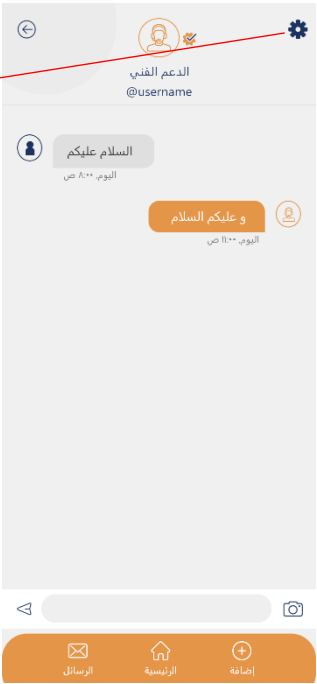 الدعم الفني
@username
السلام عليكم
اليوم, ٨:٠٠ ص
و عليكم السلام
اليوم, ١١:٠٠ ص
إضافة
الرئيسية
الرسائل